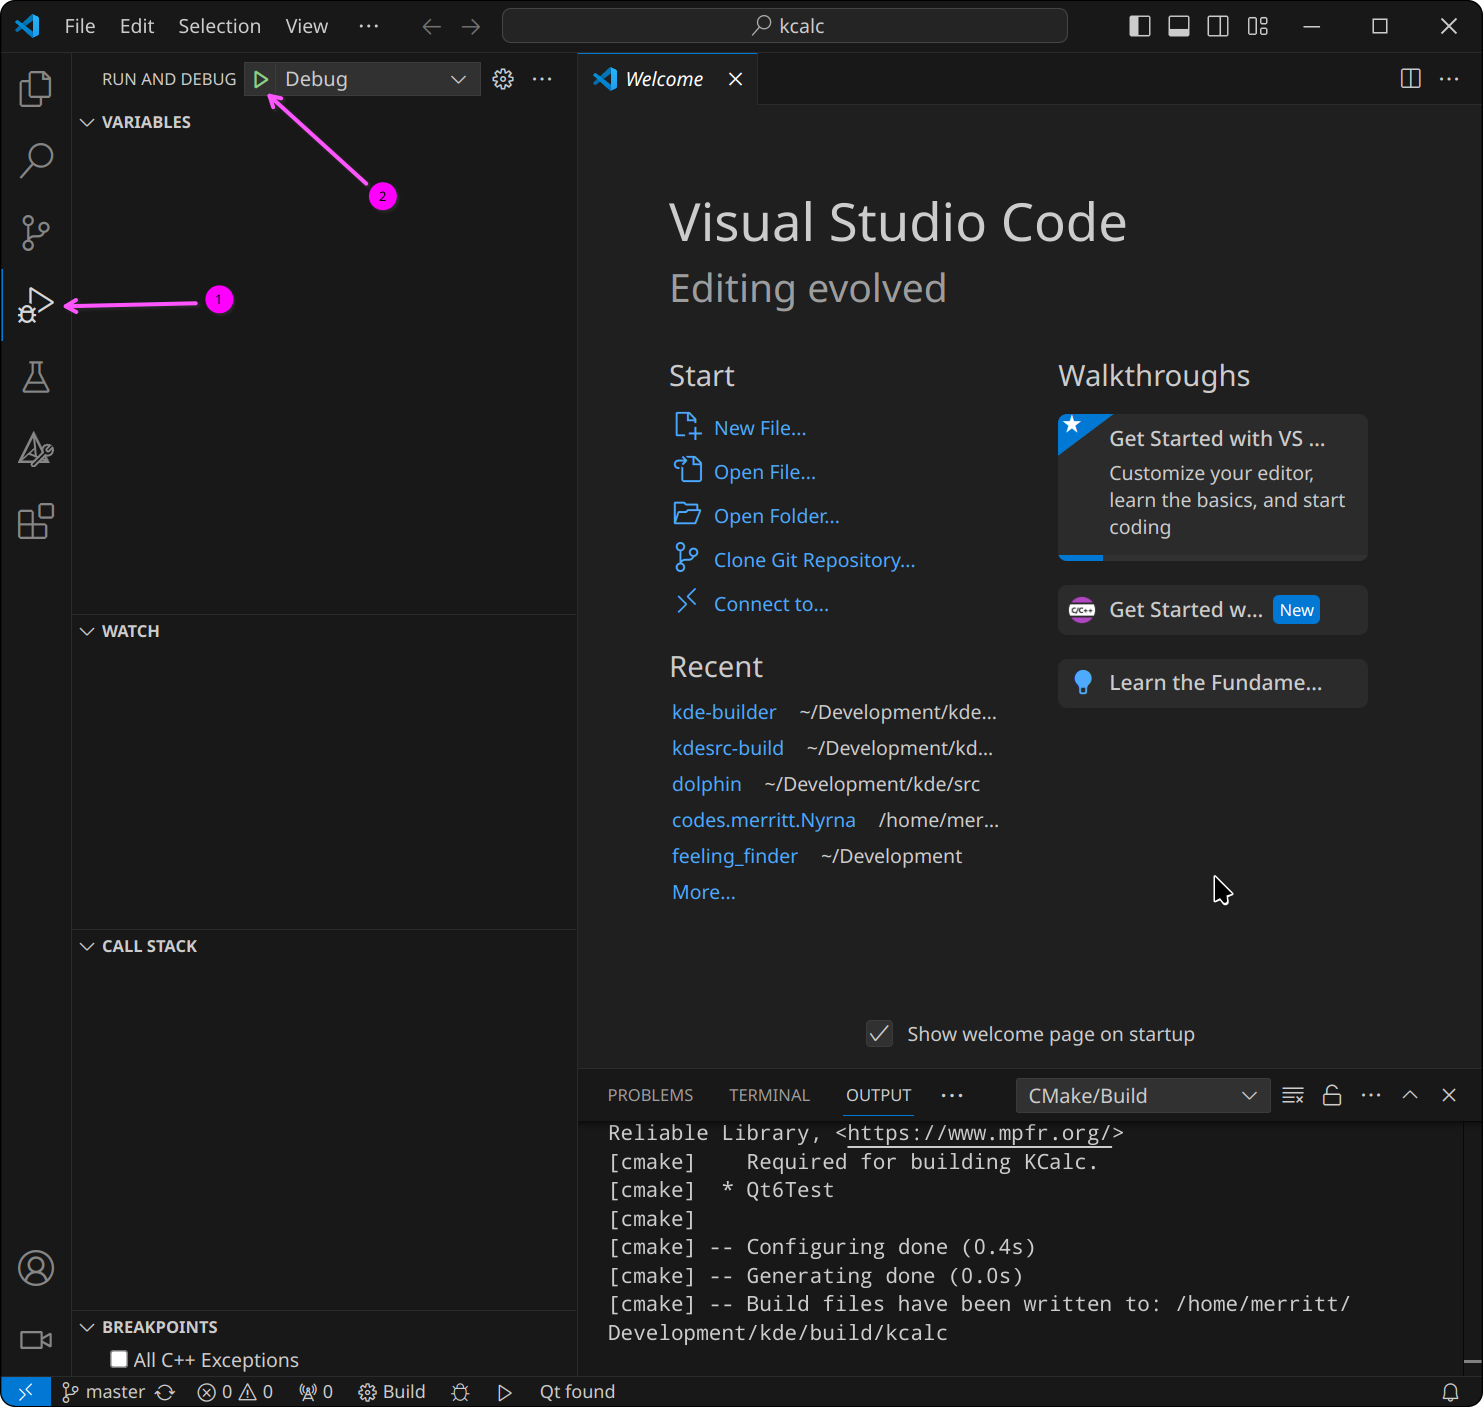 File Edit Selection View ··· kcalc
RUN AND DEBUG Debug ···
Welcome ···
VARIABLES
2
1
WATCH
CALL STACK
BREAKPOINTS
All C++ Exceptions
Visual Studio Code
Editing evolved
Start
New File...
Open File...
Open Folder...
Clone Git Repository...
Connect to...
Recent
kde-builder ~/Development/kde...
kdesrc-build ~/Development/kd...
dolphin ~/Development/kde/src
codes.merritt.Nyrna /home/mer...
feeling_finder ~/Development
More...
Walkthroughs
Get Started with VS ...
Customize your editor,
learn the basics, and start
coding
C/C++ Get Started w... New
Learn the Fundame...
Show welcome page on startup
PROBLEMS TERMINAL OUTPUT ··· CMake/Build ···
Reliable Library, <https://www.mpfr.org/>
[cmake]    Required for building KCalc.
[cmake]  * Qt6Test
[cmake]
[cmake] -- Configuring done (0.4s)
[cmake] -- Generating done (0.0s)
[cmake] -- Build files have been written to: /home/merritt/
Development/kde/build/kcalc
master 0 0 0 Build Qt found